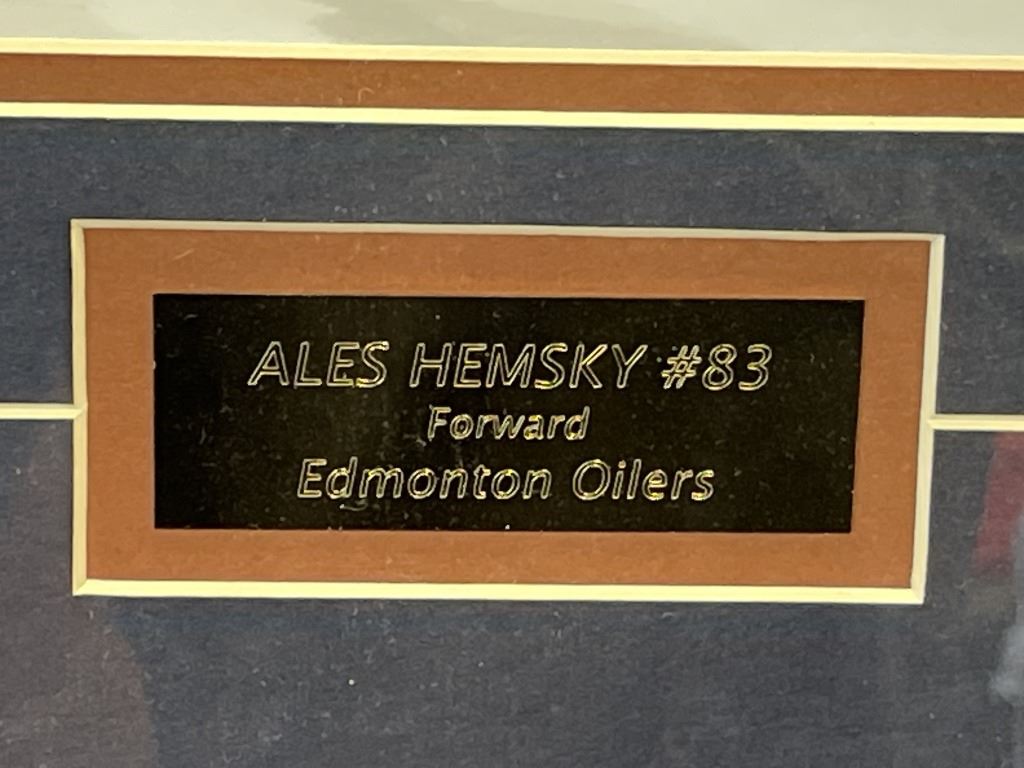 ALES HEMSKY #83
Forward
Edmonton Oilers